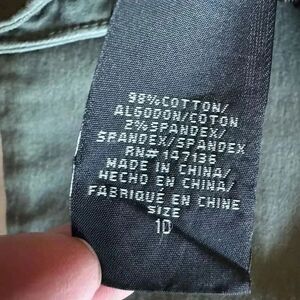 98%COTTON/
ALGODON/COTON
2%SPANDEX/
SPANDEX/SPANDEX
RN# 147136
MADE IN CHINA/
HECHO EN CHINA/
FABRIQUÉ EN CHINE
SIZE
10